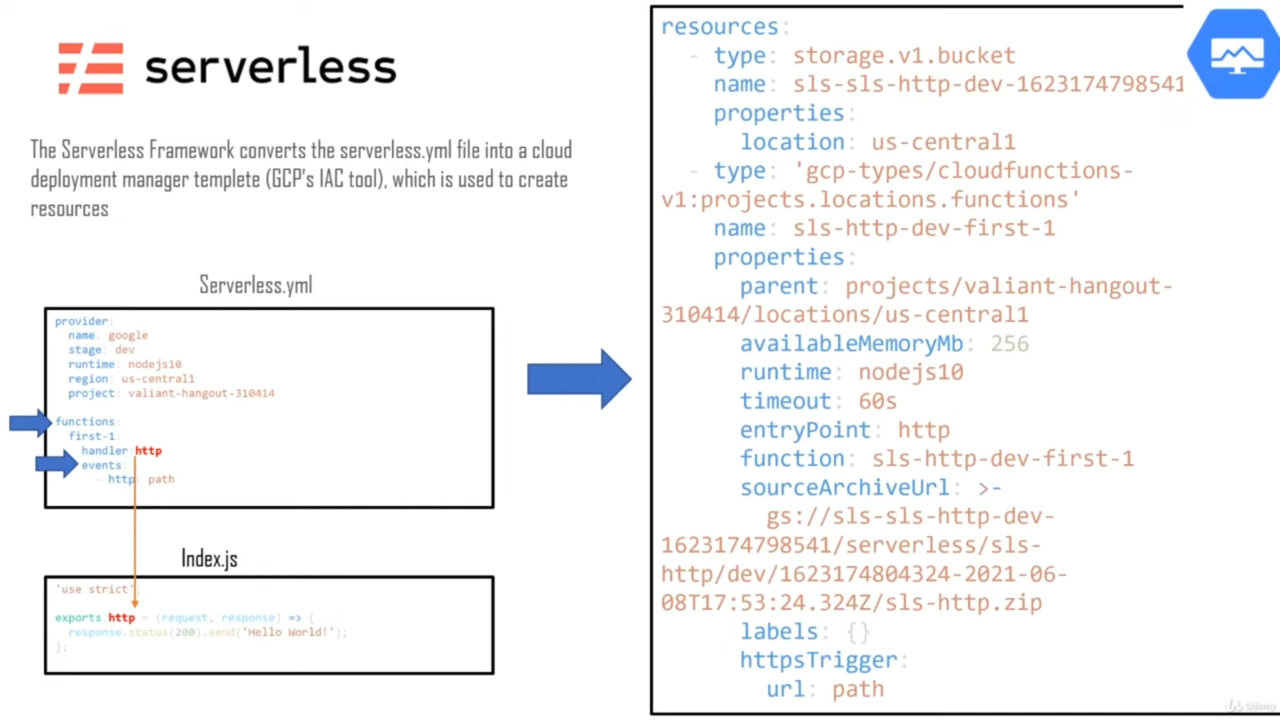 serverless
The Serverless Framework converts the serverless.yml file into a cloud
deployment manager templete (GCP's IAC tool), which is used to create
resources
Serverless.yml
provider:
name: google
stage: dev
runtime: nodejs10
region: us-central1
project: valiant-hangout-310414
functions:
first-1:
handler:http
events:
- http: path
Index.js
'use strict';
exports.http = (request, response) => {
response.status(200).send('Hello World!');
};
resources:
- type: storage.v1.bucket
name: sls-sls-http-dev-1623174798541
properties:
location: us-central1
- type: 'gcp-types/cloudfunctions-
v1:projects.locations.functions'
name: sls-http-dev-first-1
properties:
parent: projects/valiant-hangout-
310414/locations/us-central1
availableMemoryMb: 256
runtime: nodejs10
timeout: 60s
entryPoint: http
function: sls-http-dev-first-1
sourceArchiveUrl: >-
gs://sls-sls-http-dev-
1623174798541/serverless/sls-
http/dev/1623174804324-2021-06-
08T17:53:24.324Z/sls-http.zip
labels: {}
httpsTrigger:
url: path
Udemy